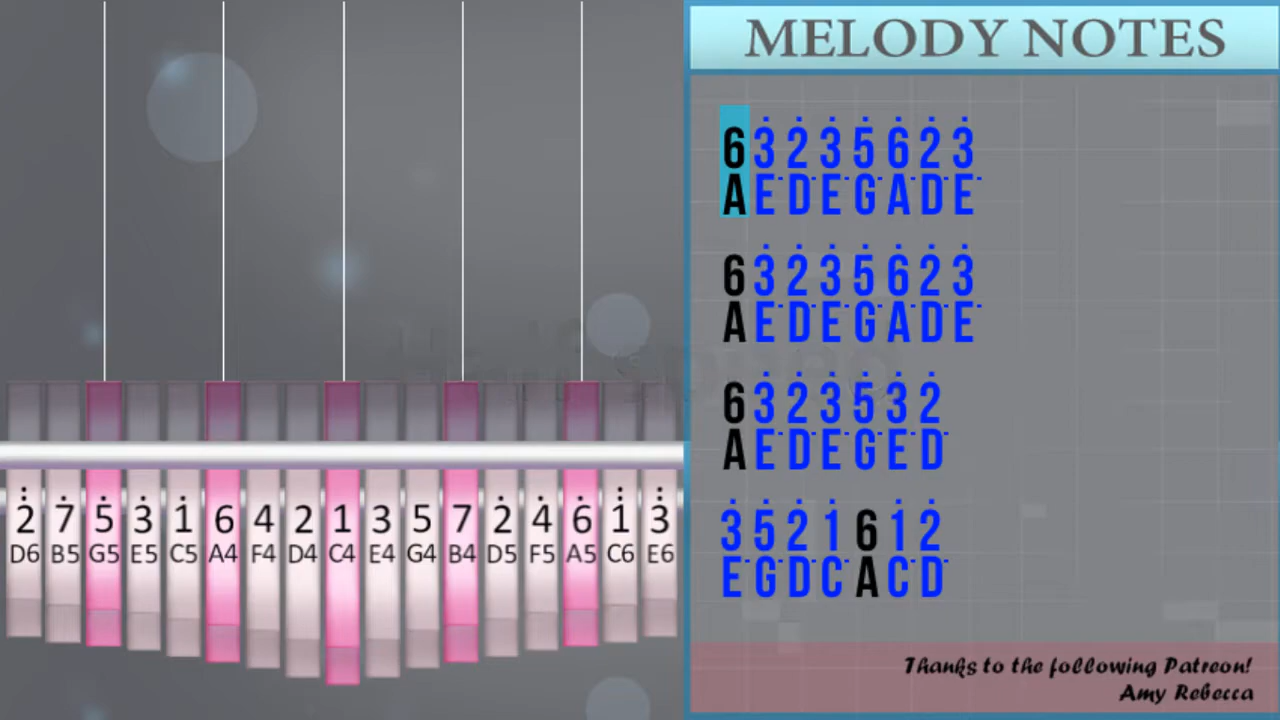 MELODY NOTES
6 3̇ 2̇ 3̇ 5̇ 6̇ 2̇ 3̇
A E̊ D̊ E̊ G̊ Å D̊ E̊
6 3̇ 2̇ 3̇ 5̇ 6̇ 2̇ 3̇
A E̊ D̊ E̊ G̊ Å D̊ E̊
6 3̇ 2̇ 3̇ 5̇ 3̇ 2̇
A E̊ D̊ E̊ G̊ E̊ D̊
3̇ 5̇ 2̇ 1̇ 6 1̇ 2̇
E̊ G̊ D̊ C̊ A C̊ D̊
2̈ 7̇ 5̇ 3̇ 1̇ 6 4 2 1 3 5 7 2̇ 4̇ 6̇ 1̈ 3̈
D6 B5 G5 E5 C5 A4 F4 D4 C4 E4 G4 B4 D5 F5 A5 C6 E6
Thanks to the following Patreon!
Amy Rebecca